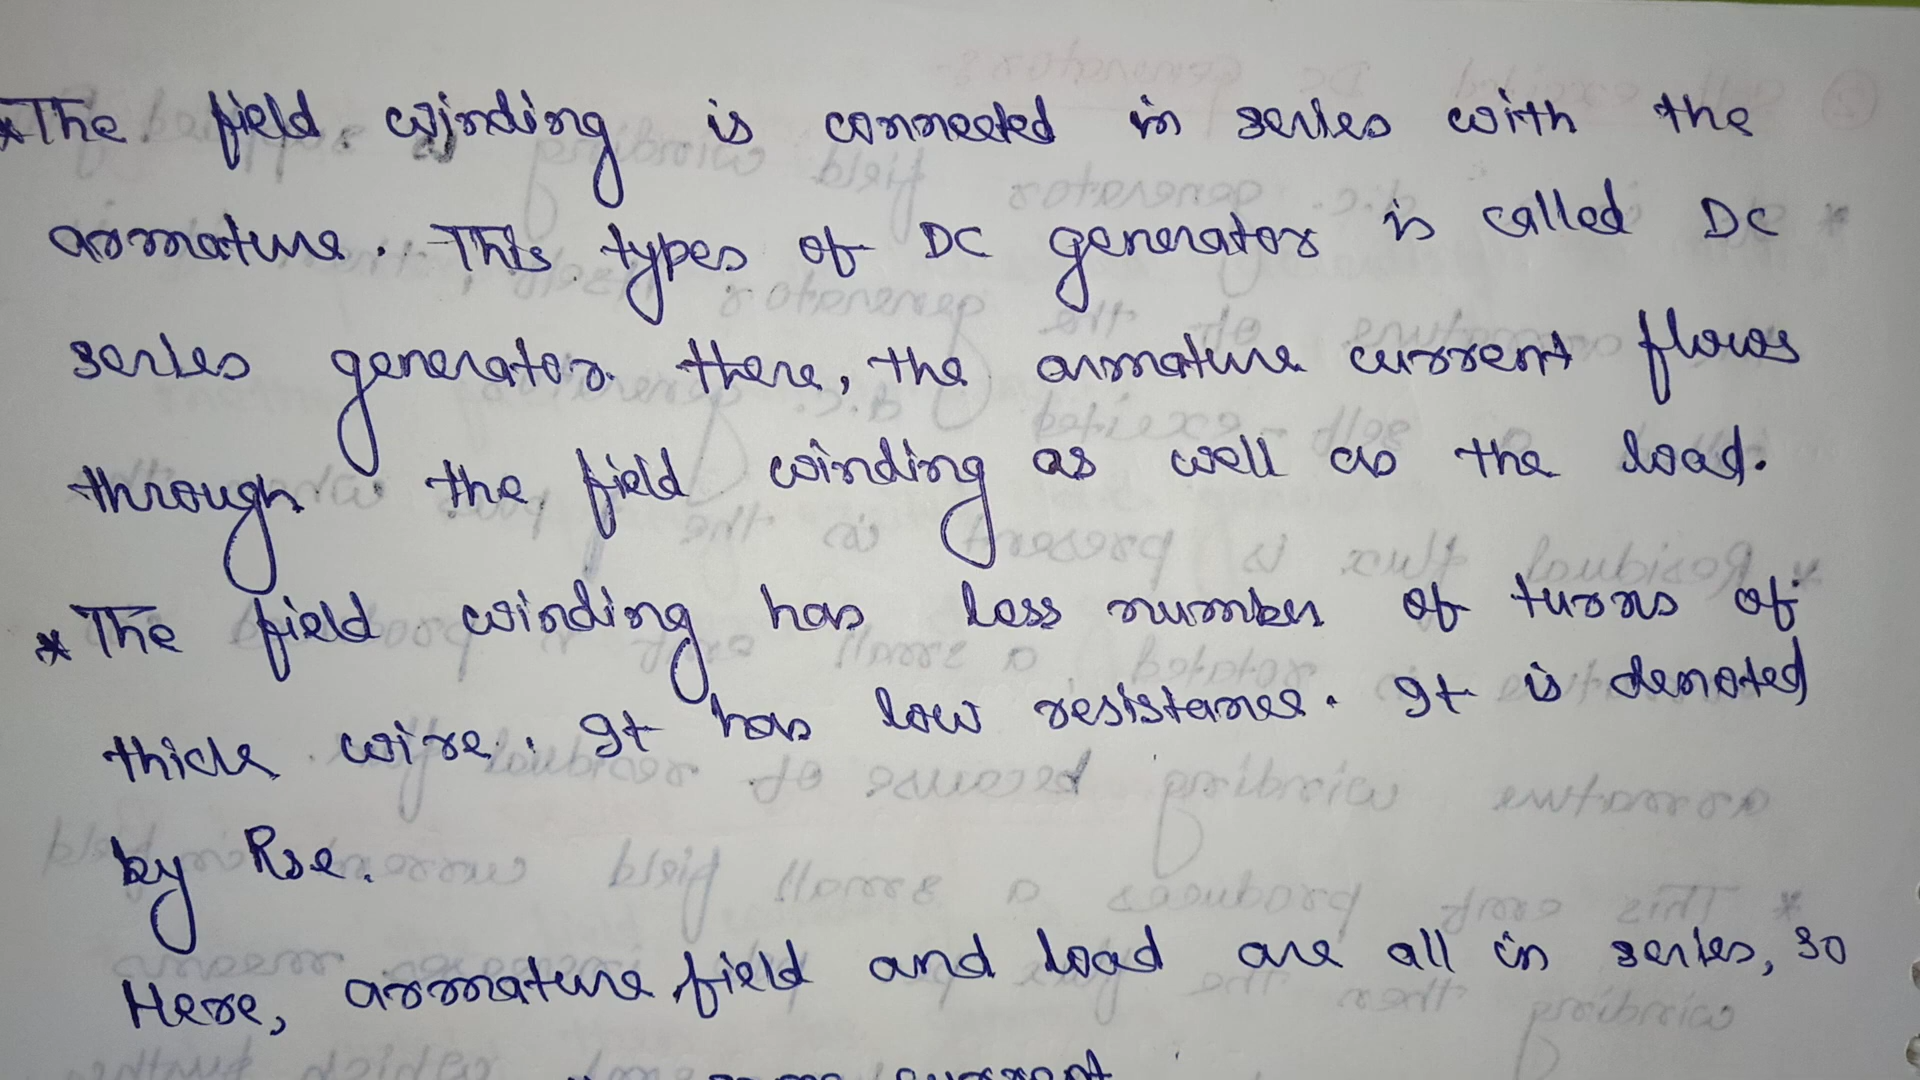 * The field winding is connected in series with the
armature. This types of DC generator is called DC
series generator. there, the armature current flows
through the field winding as well as the load.
* The field winding has less number of turns of
thick wire. It has low resistance. It is denoted
by Rse.
Here, armature, field and load are all in series, so
current